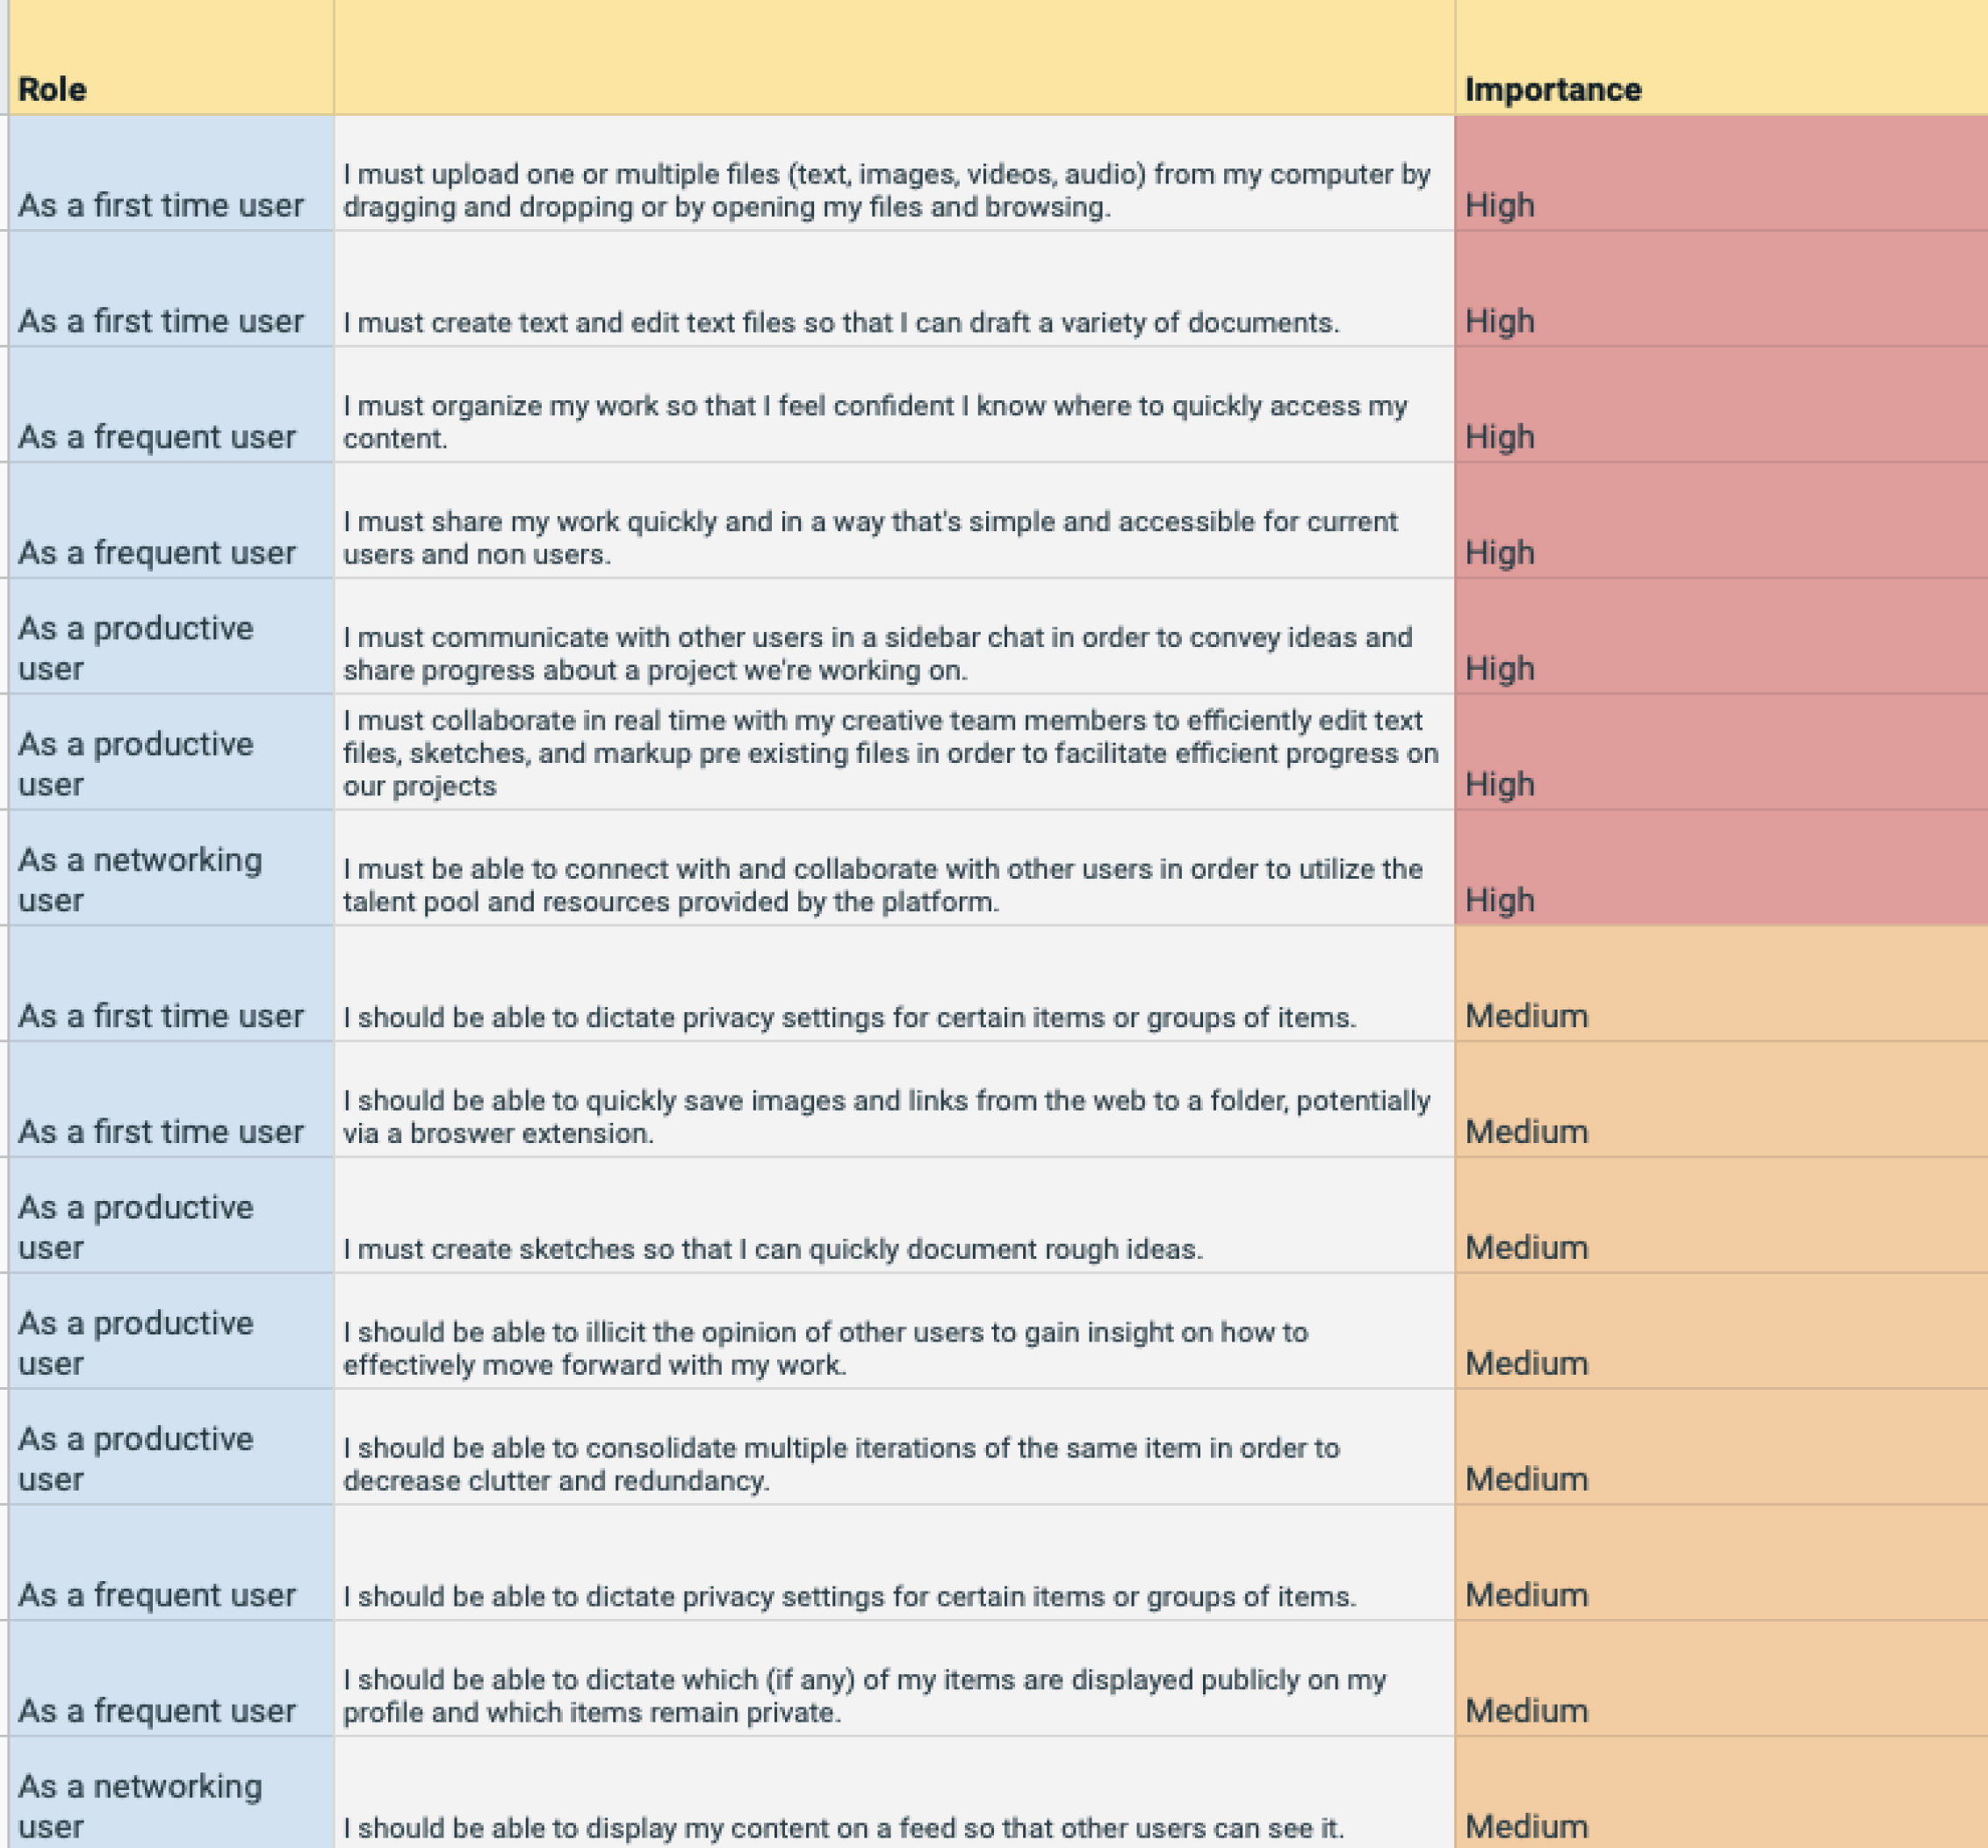 Role
Importance
As a first time user
I must upload one or multiple files (text, images, videos, audio) from my computer by
dragging and dropping or by opening my files and browsing.
High
As a first time user
I must create text and edit text files so that I can draft a variety of documents.
High
As a frequent user
I must organize my work so that I feel confident I know where to quickly access my
content.
High
As a frequent user
I must share my work quickly and in a way that's simple and accessible for current
users and non users.
High
As a productive
user
I must communicate with other users in a sidebar chat in order to convey ideas and
share progress about a project we're working on.
High
As a productive
user
I must collaborate in real time with my creative team members to efficiently edit text
files, sketches, and markup pre existing files in order to facilitate efficient progress on
our projects
High
As a networking
user
I must be able to connect with and collaborate with other users in order to utilize the
talent pool and resources provided by the platform.
High
As a first time user
I should be able to dictate privacy settings for certain items or groups of items.
Medium
As a first time user
I should be able to quickly save images and links from the web to a folder, potentially
via a broswer extension.
Medium
As a productive
user
I must create sketches so that I can quickly document rough ideas.
Medium
As a productive
user
I should be able to illicit the opinion of other users to gain insight on how to
effectively move forward with my work.
Medium
As a productive
user
I should be able to consolidate multiple iterations of the same item in order to
decrease clutter and redundancy.
Medium
As a frequent user
I should be able to dictate privacy settings for certain items or groups of items.
Medium
As a frequent user
I should be able to dictate which (if any) of my items are displayed publicly on my
profile and which items remain private.
Medium
As a networking
user
I should be able to display my content on a feed so that other users can see it.
Medium